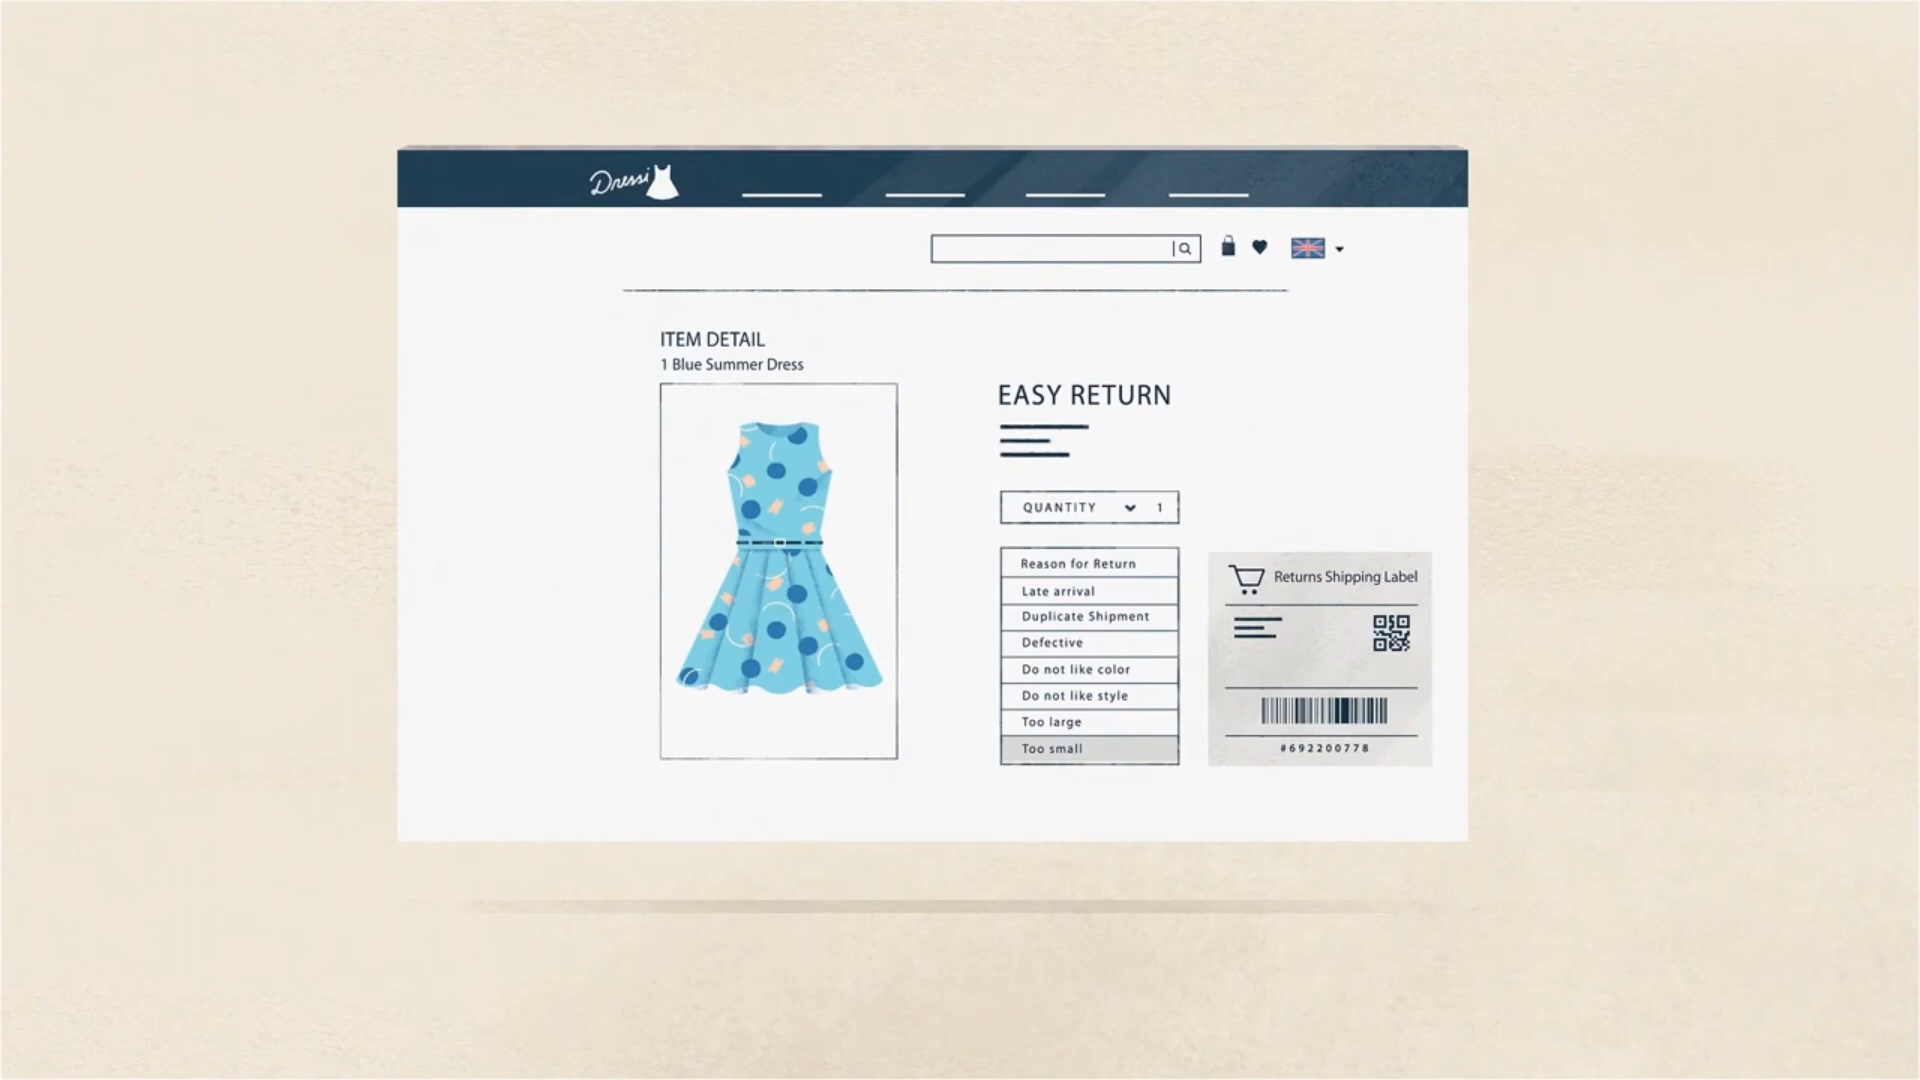 Dressi
ITEM DETAIL
1 Blue Summer Dress
EASY RETURN
QUANTITY 1
Reason for Return
Late arrival
Duplicate Shipment
Defective
Do not like color
Do not like style
Too large
Too small
Returns Shipping Label
#692200778